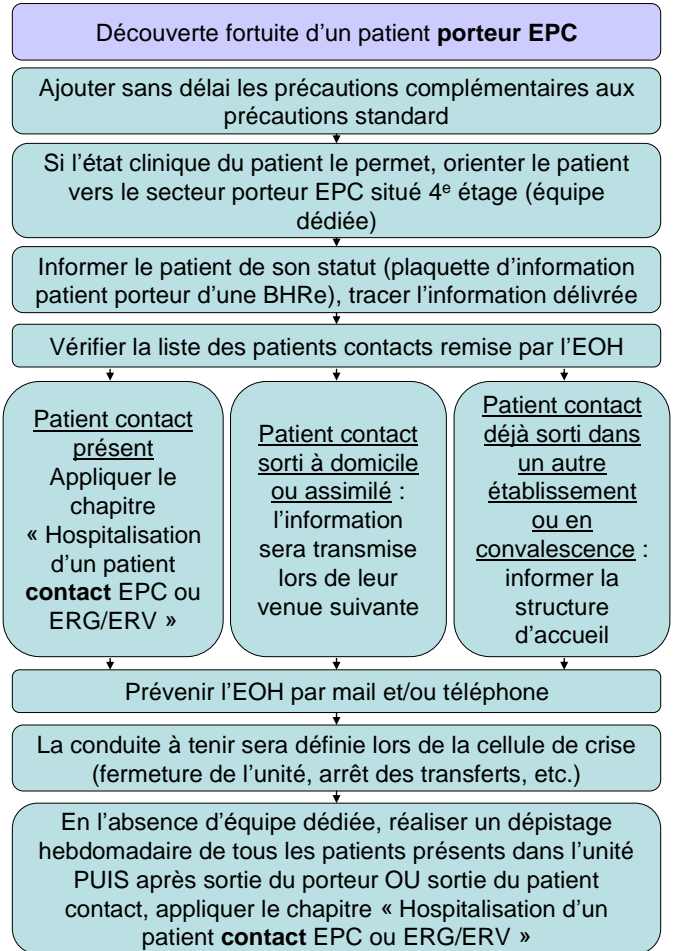 Découverte fortuite d’un patient porteur EPC
Ajouter sans délai les précautions complémentaires aux
précautions standard
Si l’état clinique du patient le permet, orienter le patient
vers le secteur porteur EPC situé 4e étage (équipe
dédiée)
Informer le patient de son statut (plaquette d’information
patient porteur d’une BHRe), tracer l’information délivrée
Vérifier la liste des patients contacts remise par l’EOH
Patient contact
présent
Appliquer le
chapitre
« Hospitalisation
d’un patient
contact EPC ou
ERG/ERV »
Patient contact
sorti à domicile
ou assimilé :
l’information
sera transmise
lors de leur
venue suivante
Patient contact
déjà sorti dans
un autre
établissement
ou en
convalescence :
informer la
structure
d’accueil
Prévenir l’EOH par mail et/ou téléphone
La conduite à tenir sera définie lors de la cellule de crise
(fermeture de l’unité, arrêt des transferts, etc.)
En l’absence d’équipe dédiée, réaliser un dépistage
hebdomadaire de tous les patients présents dans l’unité
PUIS après sortie du porteur OU sortie du patient
contact, appliquer le chapitre « Hospitalisation d’un
patient contact EPC ou ERG/ERV »